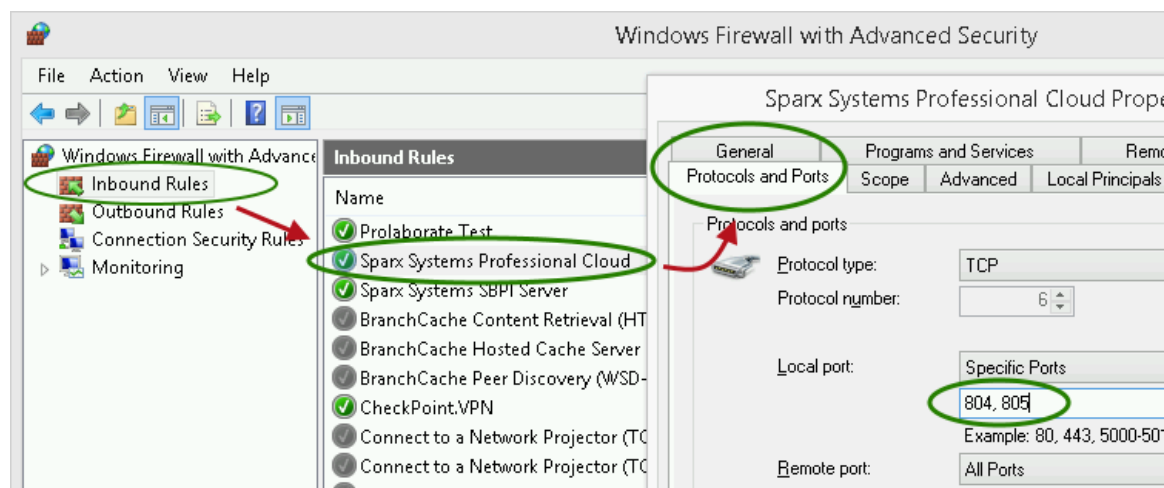 Windows Firewall with Advanced Security
File Action View Help
Sparx Systems Professional Cloud Prope
Windows Firewall with Advance
Inbound Rules
Outbound Rules
Connection Security Rules
Monitoring
Inbound Rules
Name
Prolaborate Test
Sparx Systems Professional Cloud
Sparx Systems SBPI Server
BranchCache Content Retrieval (HT
BranchCache Hosted Cache Server
BranchCache Peer Discovery (WSD-
CheckPoint.VPN
Connect to a Network Projector (TC
Connect to a Network Projector (TC
General Programs and Services Remo
Protocols and Ports Scope Advanced Local Principals
Protocols and ports
Protocol type: TCP
Protocol number: 6
Local port: Specific Ports
804, 805
Example: 80, 443, 5000-501
Remote port: All Ports